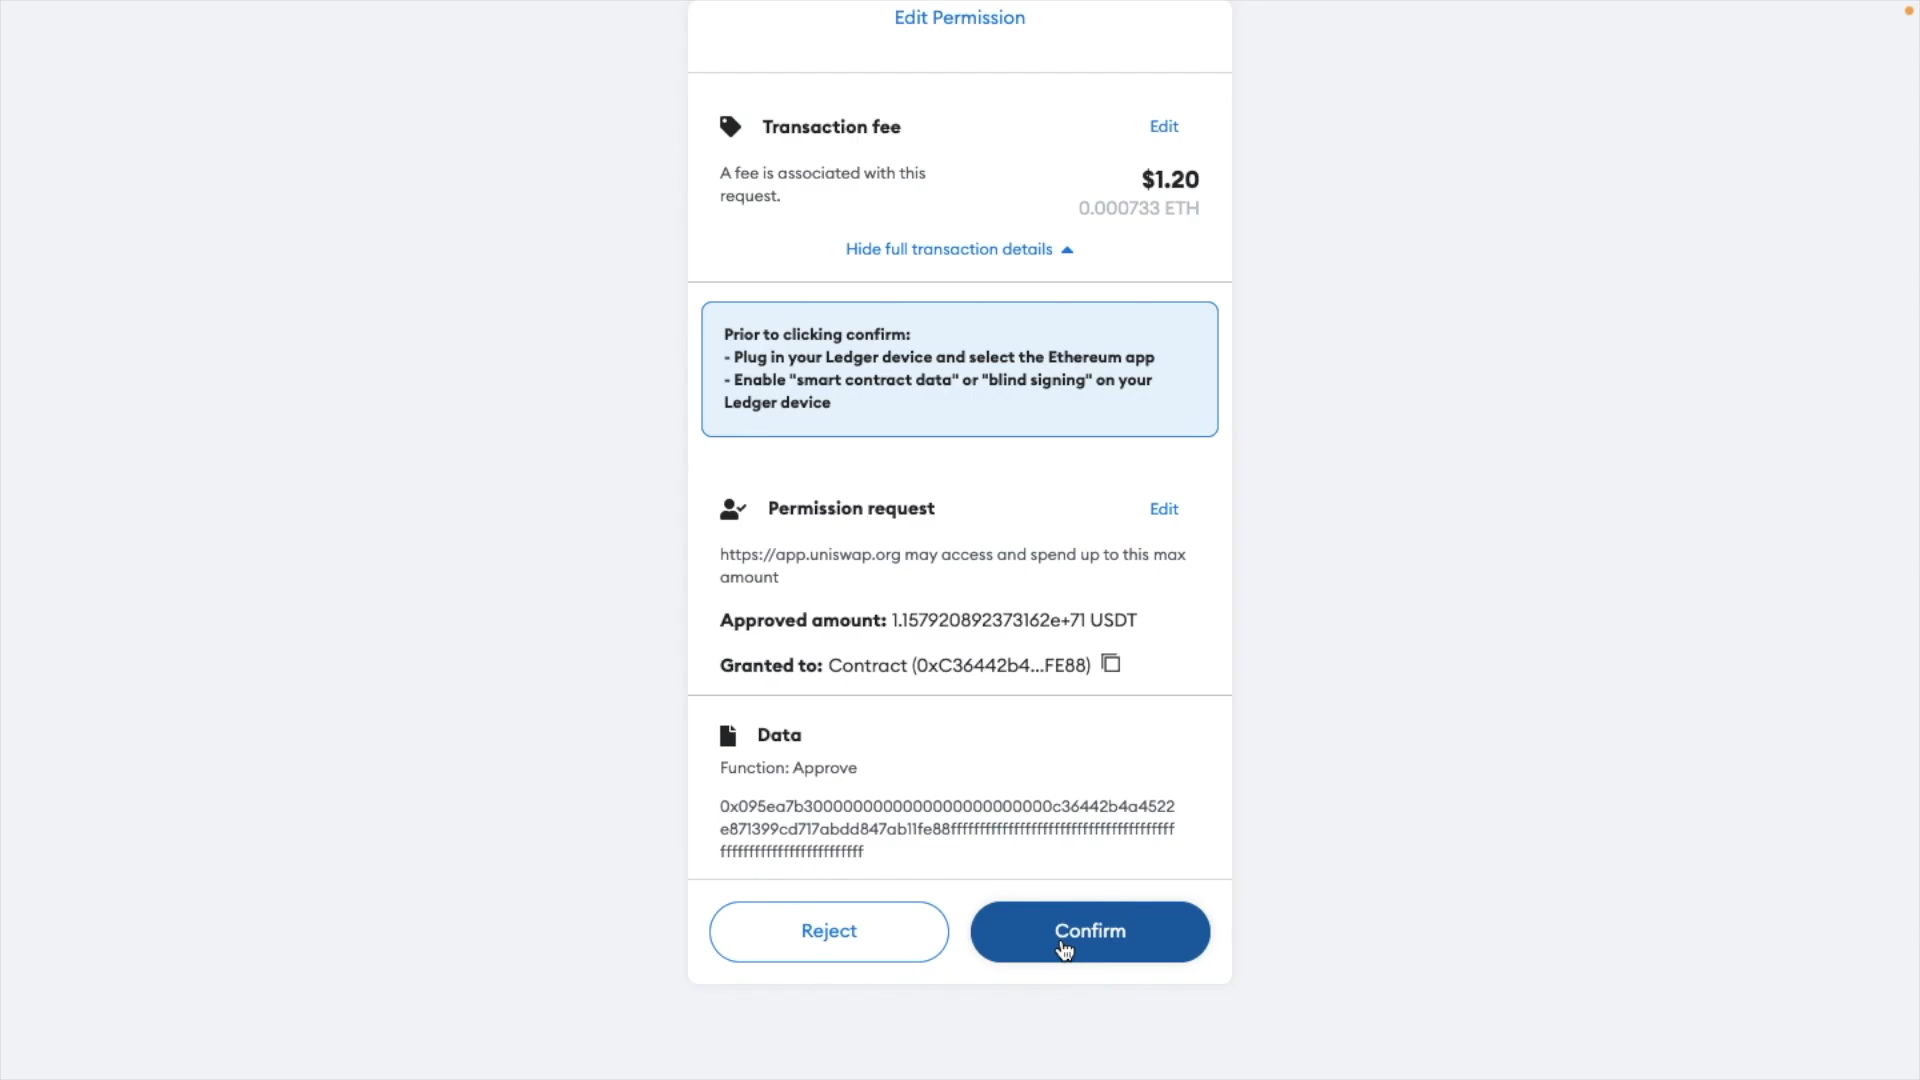 Edit Permission
Transaction fee
Edit
A fee is associated with this
request.
$1.20
0.000733 ETH
Hide full transaction details
Prior to clicking confirm:
- Plug in your Ledger device and select the Ethereum app
- Enable "smart contract data" or "blind signing" on your
Ledger device
Permission request
Edit
https://app.uniswap.org may access and spend up to this max
amount
Approved amount: 1.157920892373162e+71 USDT
Granted to: Contract (0xC36442b4...FE88)
Data
Function: Approve
0x095ea7b3000000000000000000000000c36442b4a4522
e871399cd717abdd847ab11fe88fffffffffffffffffffffffffffffffffffffff
fffffffffffffffffffffffff
Reject
Confirm